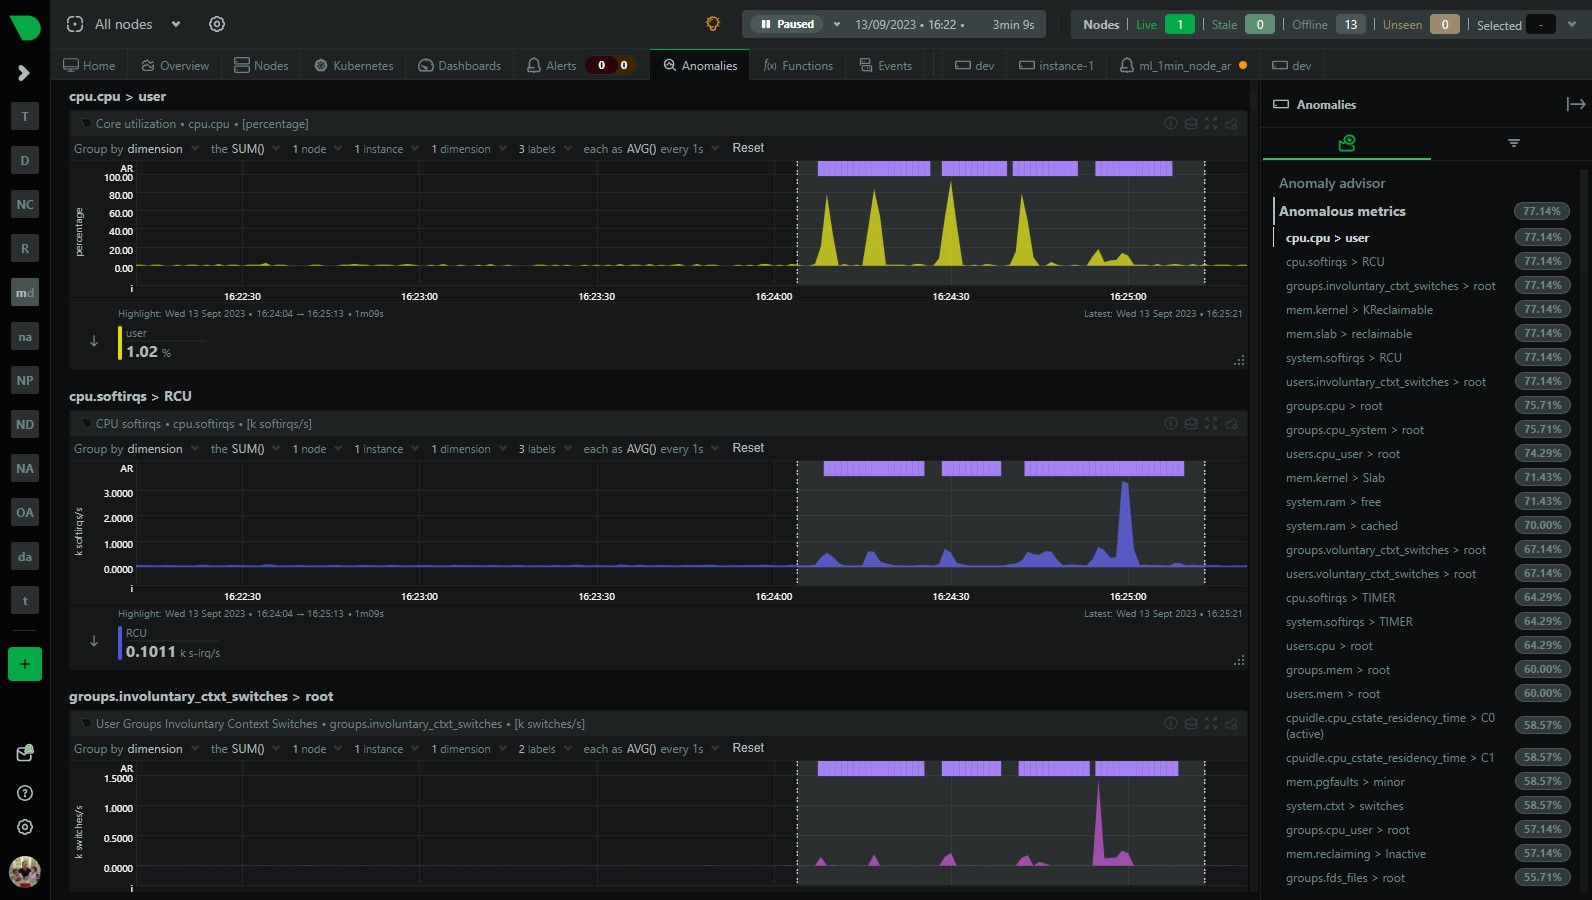 All nodes
Paused 13/09/2023 • 16:22 • 3min 9s
Nodes | Live 1 | Stale 0 | Offline 13 | Unseen 0 | Selected -
Home Overview Nodes Kubernetes Dashboards Alerts 0 0 Anomalies Functions Events dev instance-1 ml_1min_node_ar dev
T
D
NC
R
md
na
NP
ND
NA
OA
da
t
+
cpu.cpu > user
Core utilization • cpu.cpu • [percentage]
Group by dimension the SUM() 1 node 1 instance 1 dimension 3 labels each as AVG() every 1s Reset
AR
100.00
80.00
60.00
40.00
20.00
0.00
percentage
i
16:22:30 16:23:00 16:23:30 16:24:00 16:24:30 16:25:00
Highlight: Wed 13 Sept 2023 • 16:24:04 → 16:25:13 • 1m09s Latest: Wed 13 Sept 2023 • 16:25:21
user
1.02 %
cpu.softirqs > RCU
CPU softirqs • cpu.softirqs • [k softirqs/s]
Group by dimension the SUM() 1 node 1 instance 1 dimension 3 labels each as AVG() every 1s Reset
AR
3.0000
2.0000
1.0000
0.0000
k softirqs/s
i
16:22:30 16:23:00 16:23:30 16:24:00 16:24:30 16:25:00
Highlight: Wed 13 Sept 2023 • 16:24:04 → 16:25:13 • 1m09s Latest: Wed 13 Sept 2023 • 16:25:21
RCU
0.1011 k s-irq/s
groups.involuntary_ctxt_switches > root
User Groups Involuntary Context Switches • groups.involuntary_ctxt_switches • [k switches/s]
Group by dimension the SUM() 1 node 1 instance 1 dimension 2 labels each as AVG() every 1s Reset
AR
1.5000
1.0000
0.5000
0.0000
k switches/s
i
Anomalies
Anomaly advisor
Anomalous metrics 77.14%
cpu.cpu > user 77.14%
cpu.softirqs > RCU 77.14%
groups.involuntary_ctxt_switches > root 77.14%
mem.kernel > KReclaimable 77.14%
mem.slab > reclaimable 77.14%
system.softirqs > RCU 77.14%
users.involuntary_ctxt_switches > root 77.14%
groups.cpu > root 75.71%
groups.cpu_system > root 75.71%
users.cpu_user > root 74.29%
mem.kernel > Slab 71.43%
system.ram > free 71.43%
system.ram > cached 70.00%
groups.voluntary_ctxt_switches > root 67.14%
users.voluntary_ctxt_switches > root 67.14%
cpu.softirqs > TIMER 64.29%
system.softirqs > TIMER 64.29%
users.cpu > root 64.29%
groups.mem > root 60.00%
users.mem > root 60.00%
cpuidle.cpu_cstate_residency_time > C0
(active) 58.57%
cpuidle.cpu_cstate_residency_time > C1 58.57%
mem.pgfaults > minor 58.57%
system.ctxt > switches 58.57%
groups.cpu_user > root 57.14%
mem.reclaiming > Inactive 57.14%
groups.fds_files > root 55.71%